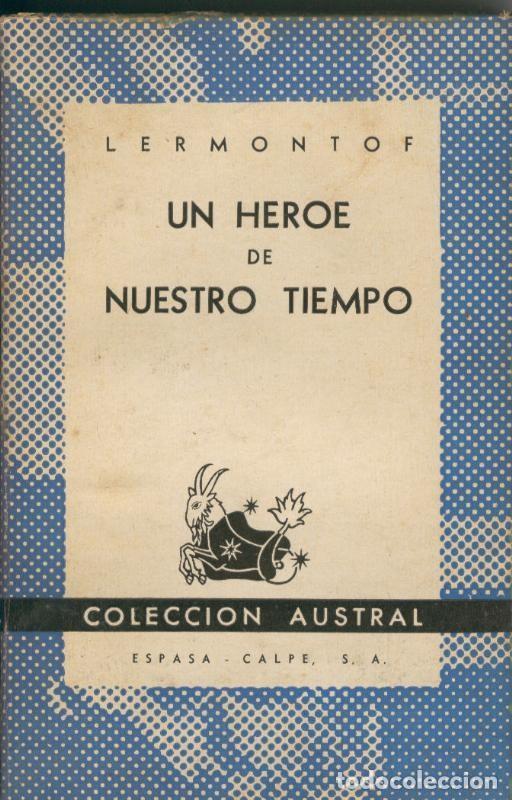 LERMONTOF
UN HEROE
DE
NUESTRO TIEMPO
COLECCION AUSTRAL
ESPASA - CALPE, S. A.
todocoleccion